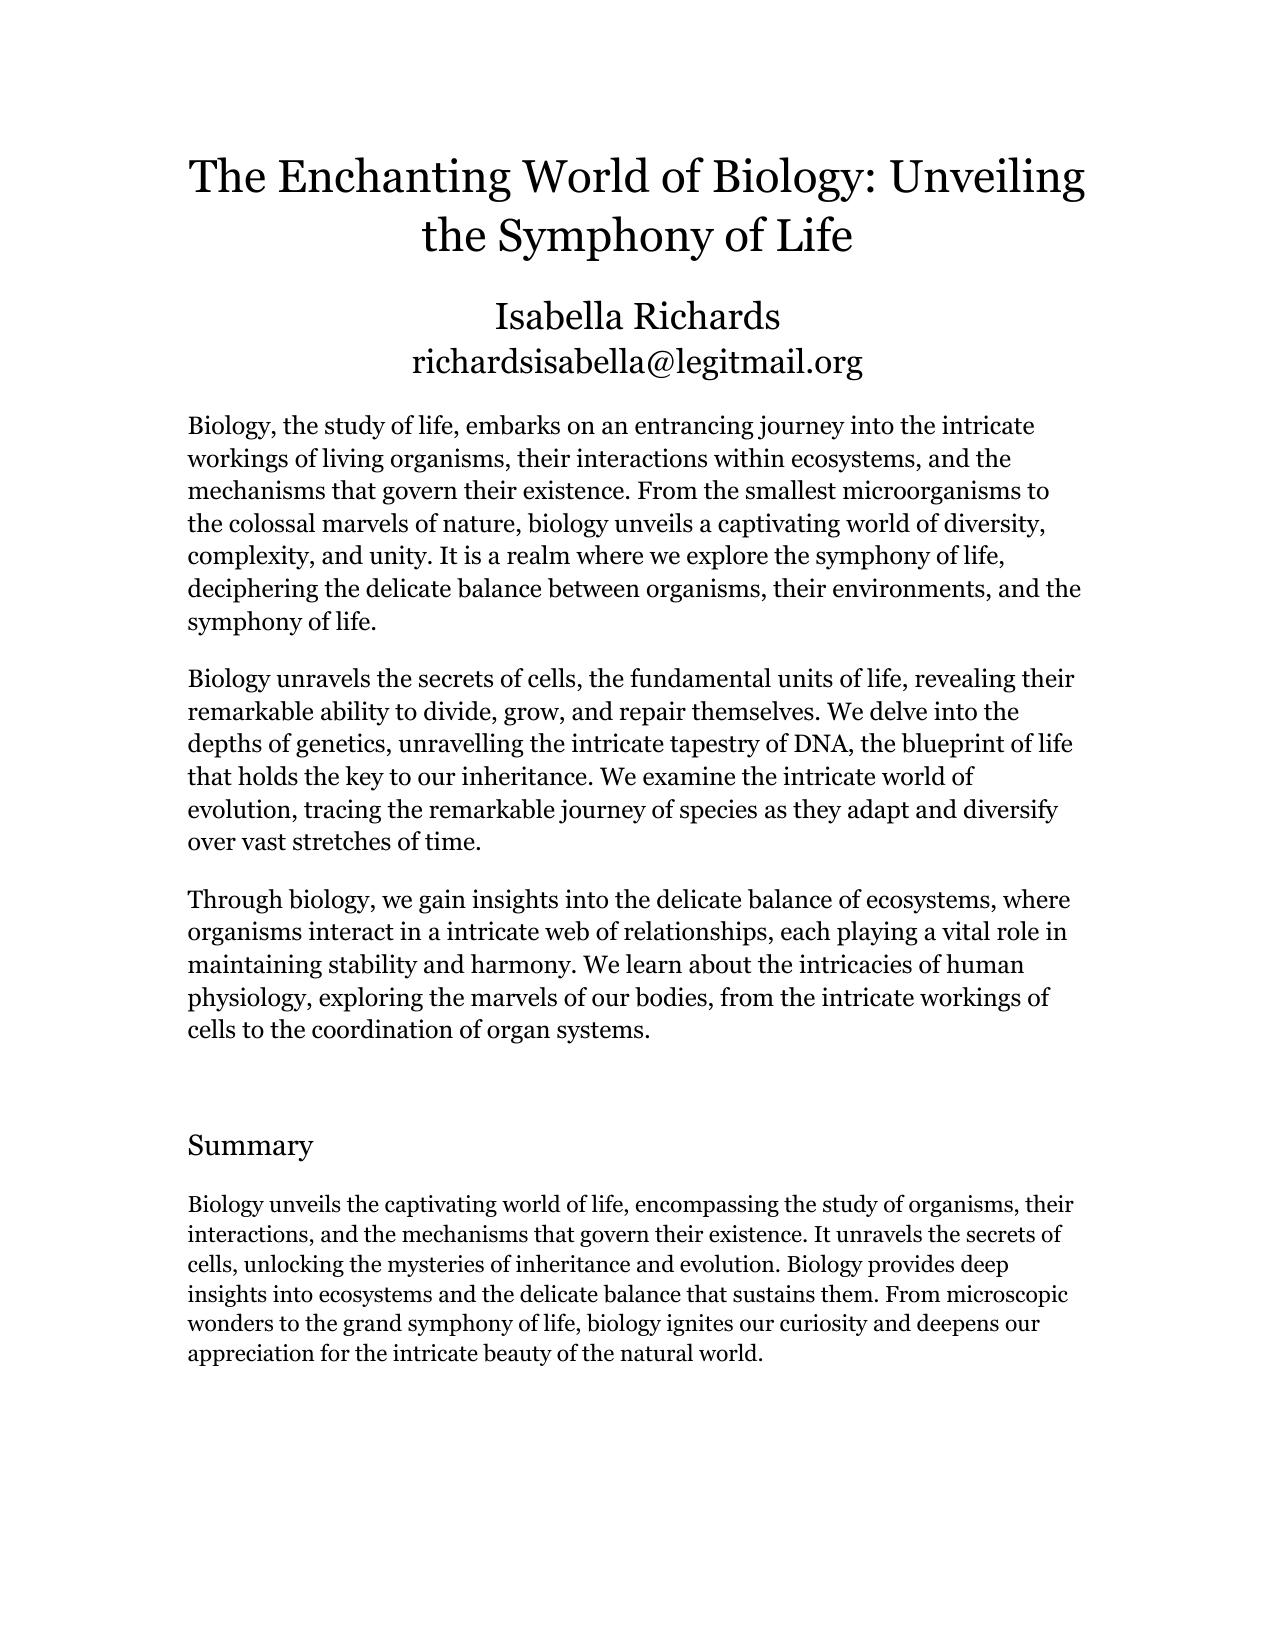 The Enchanting World of Biology: Unveiling
the Symphony of Life
Isabella Richards
richardsisabella@legitmail.org
Biology, the study of life, embarks on an entrancing journey into the intricate
workings of living organisms, their interactions within ecosystems, and the
mechanisms that govern their existence. From the smallest microorganisms to
the colossal marvels of nature, biology unveils a captivating world of diversity,
complexity, and unity. It is a realm where we explore the symphony of life,
deciphering the delicate balance between organisms, their environments, and the
symphony of life.
Biology unravels the secrets of cells, the fundamental units of life, revealing their
remarkable ability to divide, grow, and repair themselves. We delve into the
depths of genetics, unravelling the intricate tapestry of DNA, the blueprint of life
that holds the key to our inheritance. We examine the intricate world of
evolution, tracing the remarkable journey of species as they adapt and diversify
over vast stretches of time.
Through biology, we gain insights into the delicate balance of ecosystems, where
organisms interact in a intricate web of relationships, each playing a vital role in
maintaining stability and harmony. We learn about the intricacies of human
physiology, exploring the marvels of our bodies, from the intricate workings of
cells to the coordination of organ systems.
Summary
Biology unveils the captivating world of life, encompassing the study of organisms, their
interactions, and the mechanisms that govern their existence. It unravels the secrets of
cells, unlocking the mysteries of inheritance and evolution. Biology provides deep
insights into ecosystems and the delicate balance that sustains them. From microscopic
wonders to the grand symphony of life, biology ignites our curiosity and deepens our
appreciation for the intricate beauty of the natural world.